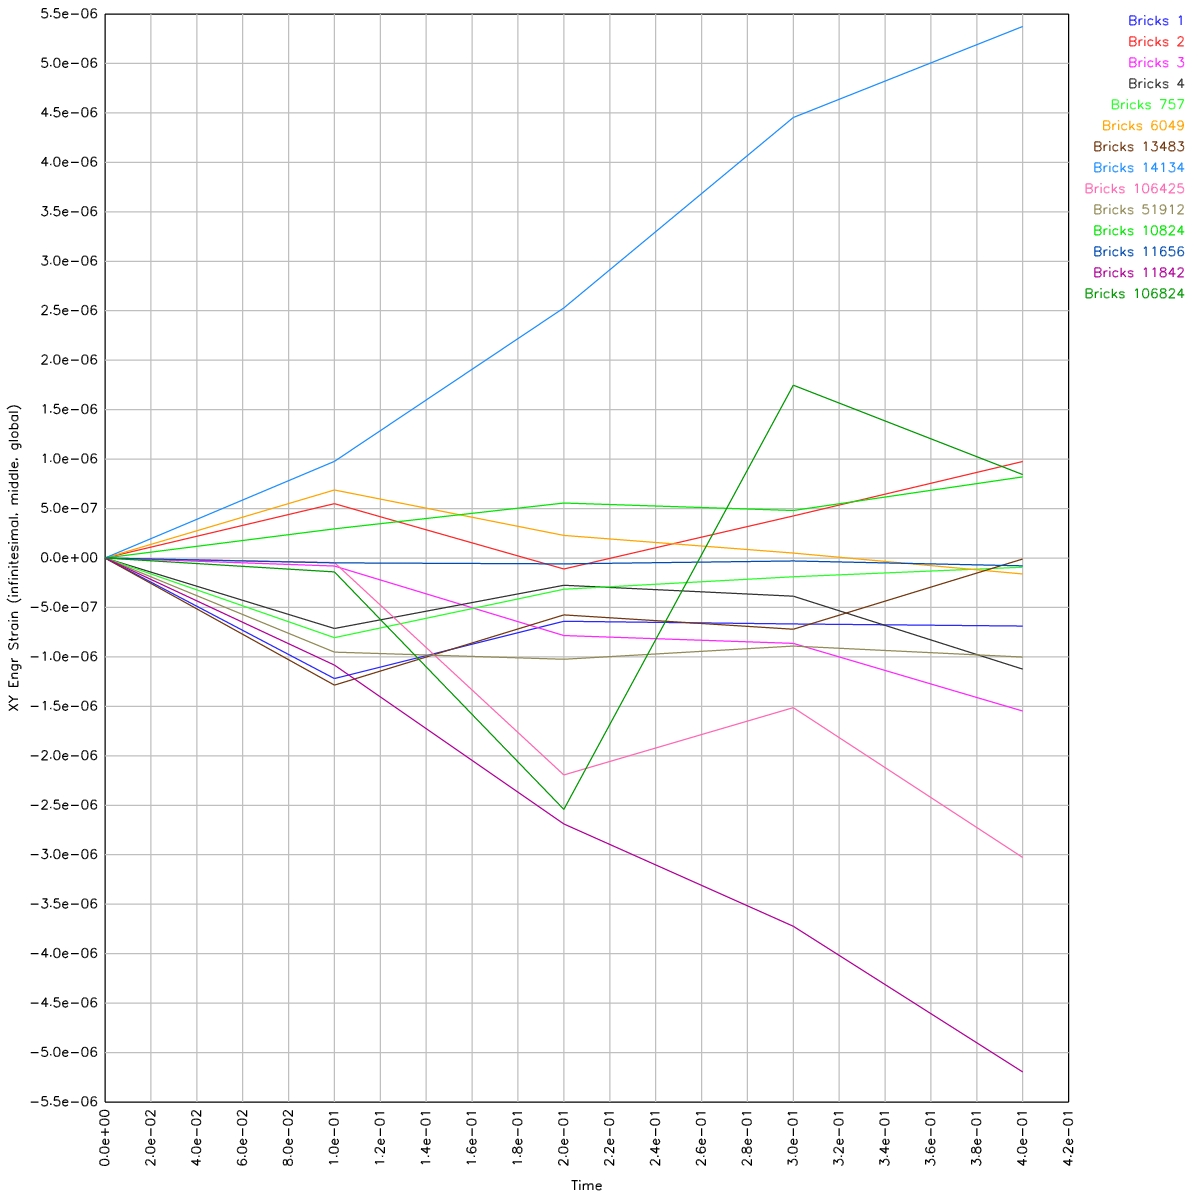 5.5e-06
5.0e-06
4.5e-06
4.0e-06
3.5e-06
3.0e-06
2.5e-06
2.0e-06
1.5e-06
1.0e-06
5.0e-07
0.0e+00
-5.0e-07
-1.0e-06
-1.5e-06
-2.0e-06
-2.5e-06
-3.0e-06
-3.5e-06
-4.0e-06
-4.5e-06
-5.0e-06
-5.5e-06
XY Engr Strain (infinitesimal, middle, global)
0.0e+00
2.0e-02
4.0e-02
6.0e-02
8.0e-02
1.0e-01
1.2e-01
1.4e-01
1.6e-01
1.8e-01
2.0e-01
2.2e-01
2.4e-01
2.6e-01
2.8e-01
3.0e-01
3.2e-01
3.4e-01
3.6e-01
3.8e-01
4.0e-01
4.2e-01
Time
Bricks 1
Bricks 2
Bricks 3
Bricks 4
Bricks 757
Bricks 6049
Bricks 13483
Bricks 14134
Bricks 106425
Bricks 51912
Bricks 10824
Bricks 11656
Bricks 11842
Bricks 106824